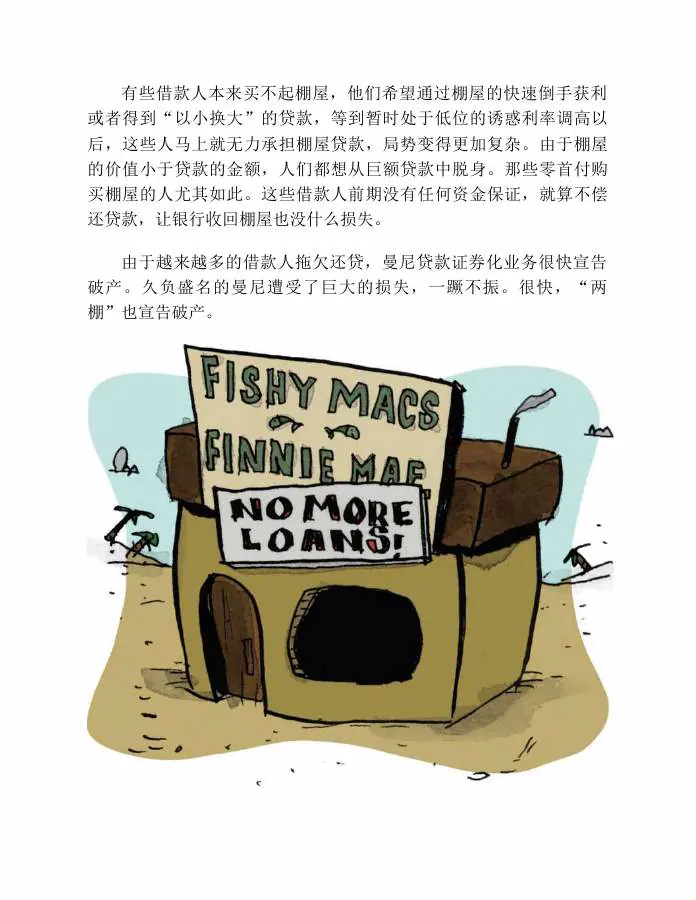 有些借款人本来买不起棚屋，他们希望通过棚屋的快速倒手获利
或者得到“以小换大”的贷款，等到暂时处于低位的诱惑利率调高以
后，这些人马上就无力承担棚屋贷款，局势变得更加复杂。由于棚屋
的价值小于贷款的金额，人们都想从巨额贷款中脱身。那些零首付购
买棚屋的人尤其如此。这些借款人前期没有任何资金保证，就算不偿
还贷款，让银行收回棚屋也没什么损失。
由于越来越多的借款人拖欠还贷，曼尼贷款证券化业务很快宣告
破产。久负盛名的曼尼遭受了巨大的损失，一蹶不振。很快，“两
棚”也宣告破产。
FISHY MACS
FINNIE MAE
NO MORE
LOANS!